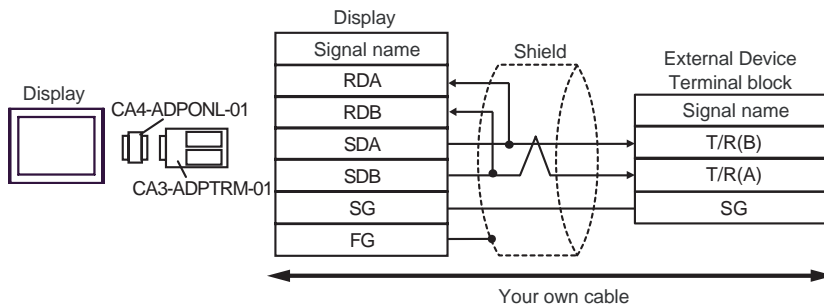 Display
CA4-ADPONL-01
CA3-ADPTRM-01
Display
Signal name
RDA
RDB
SDA
SDB
SG
FG
Shield
External Device
Terminal block
Signal name
T/R(B)
T/R(A)
SG
Your own cable